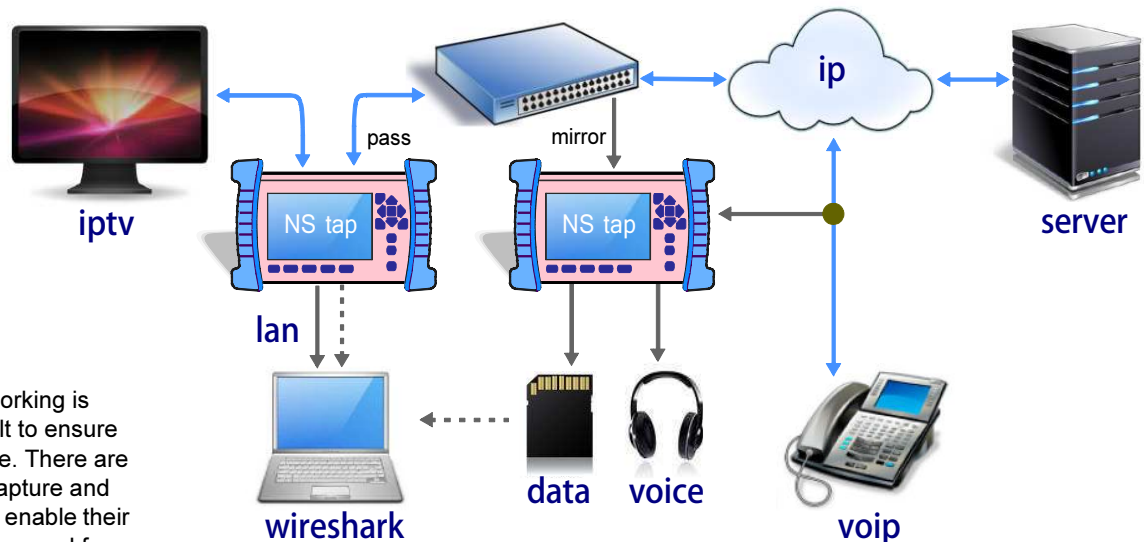 ip
pass
mirror
iptv
NS tap
NS tap
server
lan
orking is
lt to ensure
e. There are
apture and
enable their
data
voice
wireshark
voip